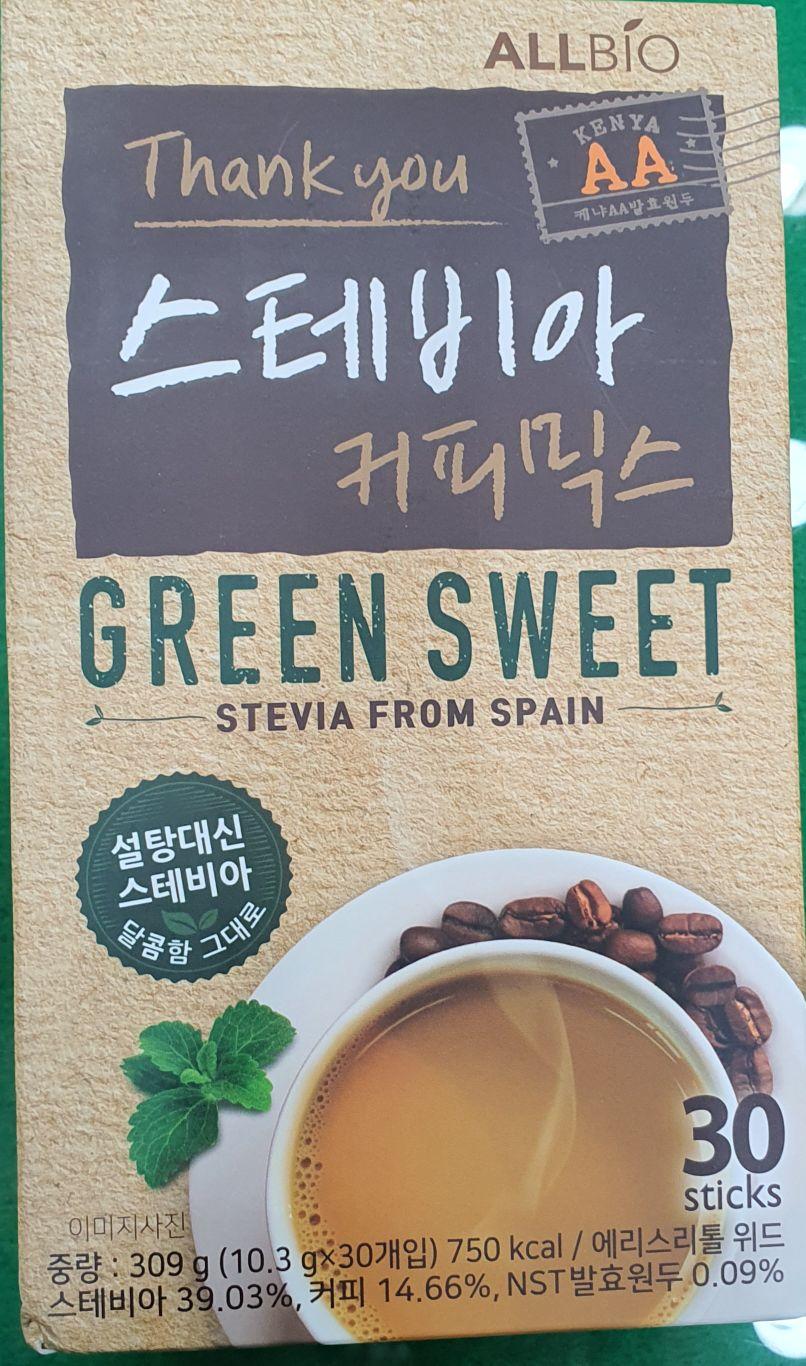 ALLBIO
Thank you
KENYA
AA
케냐AA발효원두
스테비아
커피믹스
GREEN SWEET
STEVIA FROM SPAIN
설탕대신
스테비아
달콤함 그대로
30
sticks
이미지사진
중량 : 309 g (10.3 g×30개입) 750 kcal / 에리스리톨 위드
스테비아 39.03%, 커피 14.66%, NST발효원두 0.09%